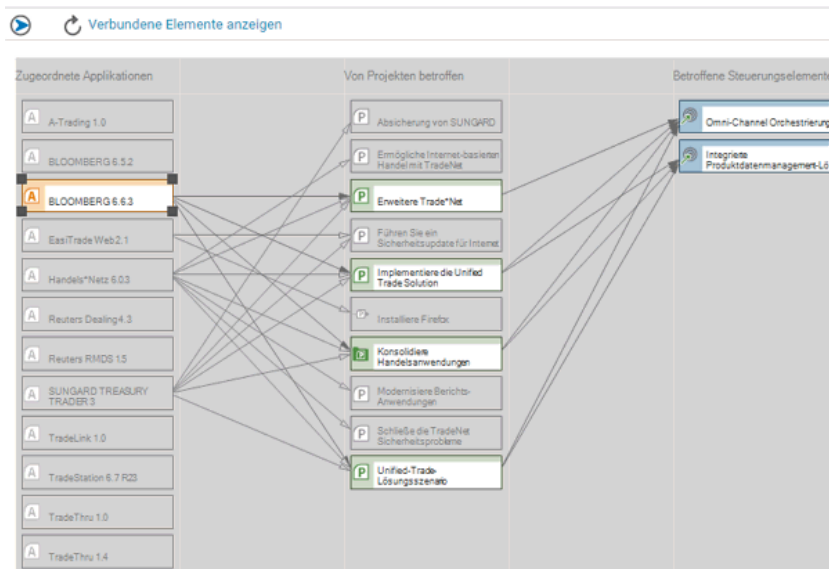 Verbundene Elemente anzeigen
Zugeordnete Applikationen
Von Projekten betroffen
Betroffene Steuerungselemente
A A-Trading 1.0
A BLOOMBERG 6.5.2
A BLOOMBERG 6.6.3
A EasiTrade Web2.1
A Handels*Netz 6.0.3
A Reuters Dealing4.3
A Reuters RMDS 1.5
A SUNGARD TREASURY
TRADER 3
A TradeLink 1.0
A TradeStation 6.7 R23
A TradeThru 1.0
A TradeThru 1.4
P Absicherung von SUNGARD
P Ermögliche Internet-basierten
Handel mit TradeNet
P Erweitere Trade*Net
P Führen Sie ein
Sicherheitsupdate für Internet
P Implementiere die Unified
Trade Solution
Installiere Firefox
Konsolidiere
Handelsanwendungen
P Modernisiere Berichts-
Anwendungen
P Schließe die TradeNet
Sicherheitsprobleme
P Unified-Trade-
Lösungsszenario
Omni-Channel Orchestrierung
Integrierte
Produktdatenmanagement-Lö